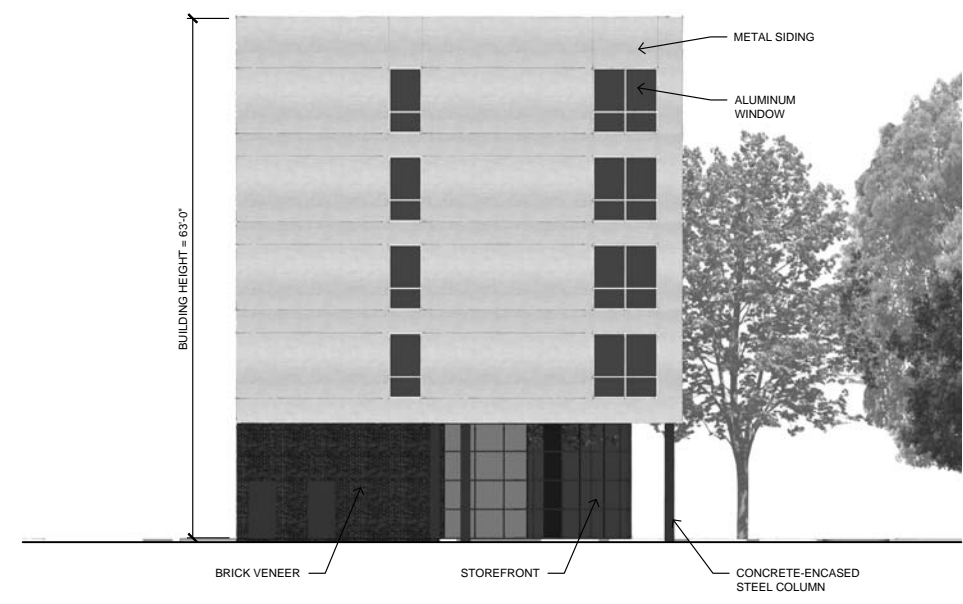 METAL SIDING
ALUMINUM
WINDOW
BUILDING HEIGHT = 63'-0"
BRICK VENEER
STOREFRONT
CONCRETE-ENCASED
STEEL COLUMN